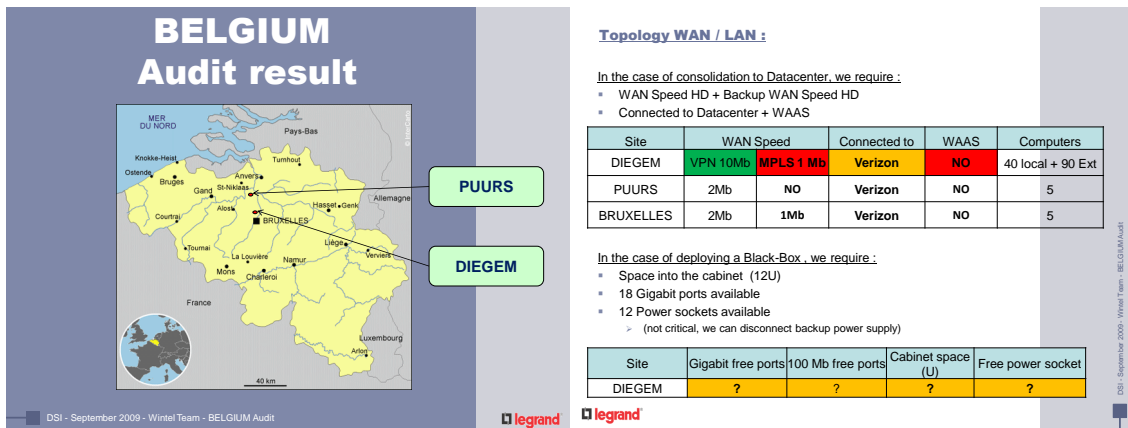 BELGIUM
Audit result
MER
DU NORD
Pays-Bas
Knokke-Heist
Ostende
Bruges
Gand
St-Niklaas
Anvers
Turnhout
Courtrai
Alost
BRUXELLES
Hasset
Genk
Allemagne
Tournai
La Louvière
Mons
Charleroi
Namur
Liège
Verviers
France
Luxembourg
Arlon
40 km
PUURS
DIEGEM
DSI - September 2009 - Wintel Team - BELGIUM Audit
legrand
Topology WAN / LAN :
In the case of consolidation to Datacenter, we require :
WAN Speed HD + Backup WAN Speed HD
Connected to Datacenter + WAAS
Site WAN Speed Connected to WAAS Computers
DIEGEM VPN 10Mb MPLS 1 Mb Verizon NO 40 local + 90 Ext
PUURS 2Mb NO Verizon NO 5
BRUXELLES 2Mb 1Mb Verizon NO 5
In the case of deploying a Black-Box , we require :
Space into the cabinet (12U)
18 Gigabit ports available
12 Power sockets available
(not critical, we can disconnect backup power supply)
Site Gigabit free ports 100 Mb free ports Cabinet space (U) Free power socket
DIEGEM ? ? ? ?
legrand
DSI - September 2009 - Wintel Team - BELGIUM Audit